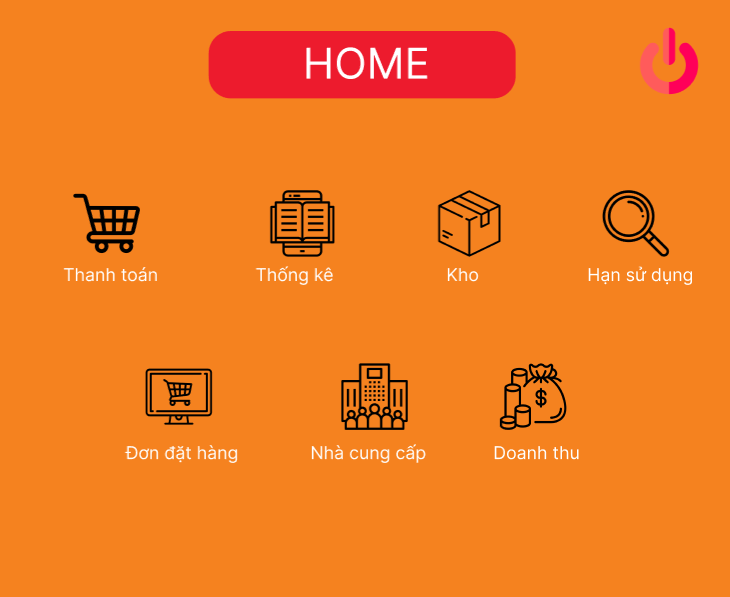 HOME
Thanh toán
Thống kê
Kho
Hạn sử dụng
Đơn đặt hàng
Nhà cung cấp
Doanh thu